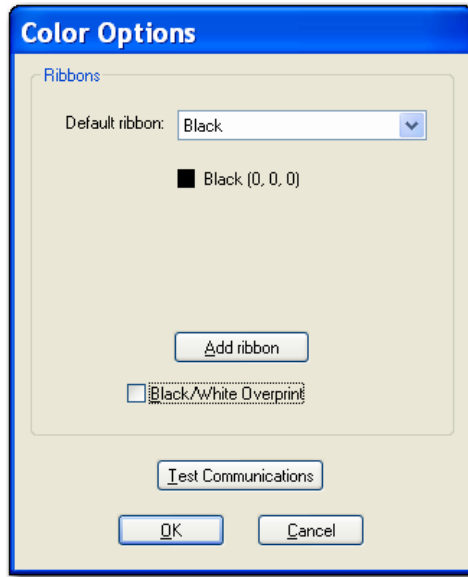 Color Options
Ribbons
Default ribbon: Black
Black (0, 0, 0)
Add ribbon
Black/White Overprint
Test Communications
OK Cancel